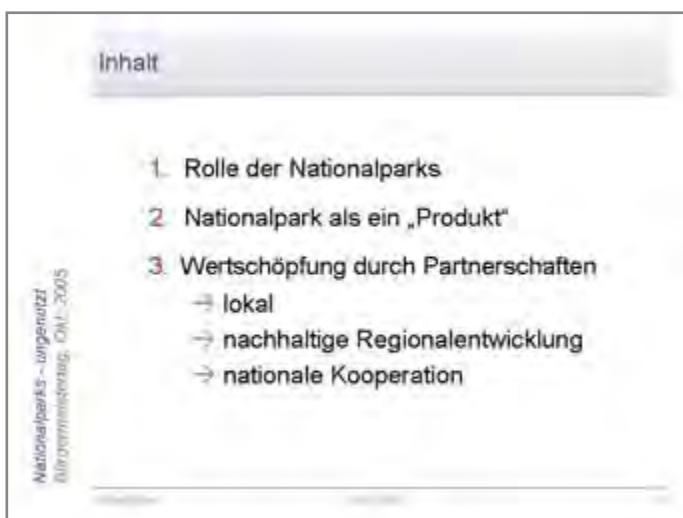 Inhalt
1. Rolle der Nationalparks
2. Nationalpark als ein „Produkt“
3. Wertschöpfung durch Partnerschaften
→ lokal
→ nachhaltige Regionalentwicklung
→ nationale Kooperation
Nationalparks - ungenutzt
Bürgermeistertag, Okt. 2005